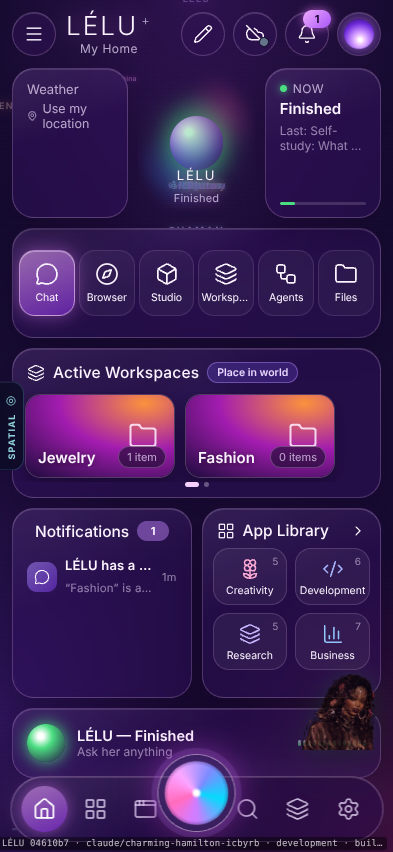 LÉLU +
My Home
1
Weather
Use my
location
LÉLU
Finished
NOW
Finished
Last: Self-
study: What ...
Chat
Browser
Studio
Worksp...
Agents
Files
Active Workspaces
Place in world
SPATIAL
Jewelry
1 item
Fashion
0 items
Notifications
1
LÉLU has a ...
"Fashion" is a...
1m
App Library
5
Creativity
6
Development
5
Research
7
Business
LÉLU — Finished
Ask her anything
LÉLU 04610b7 · claude/charming-hamilton-icbyrb · development · buil…